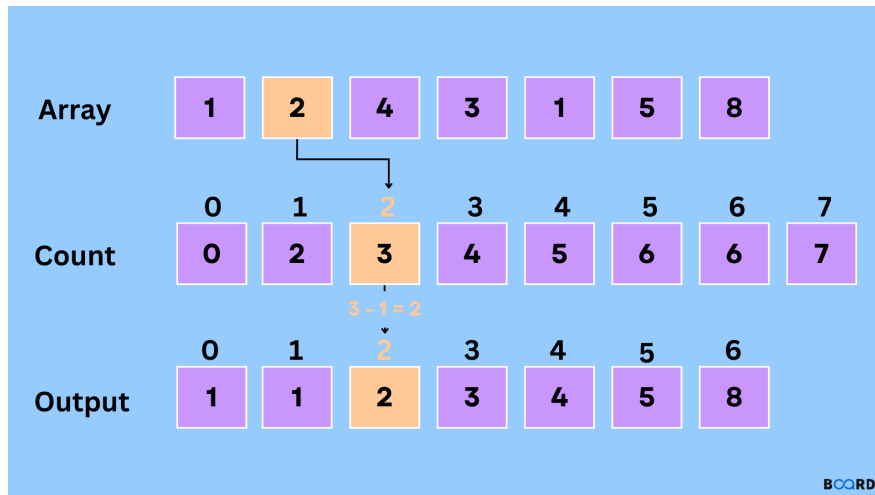 Array 1 2 4 3 1 5 8
0 1 2 3 4 5 6 7
Count 0 2 3 4 5 6 6 7
3 - 1 = 2
0 1 2 3 4 5 6
Output 1 1 2 3 4 5 8
BOARD